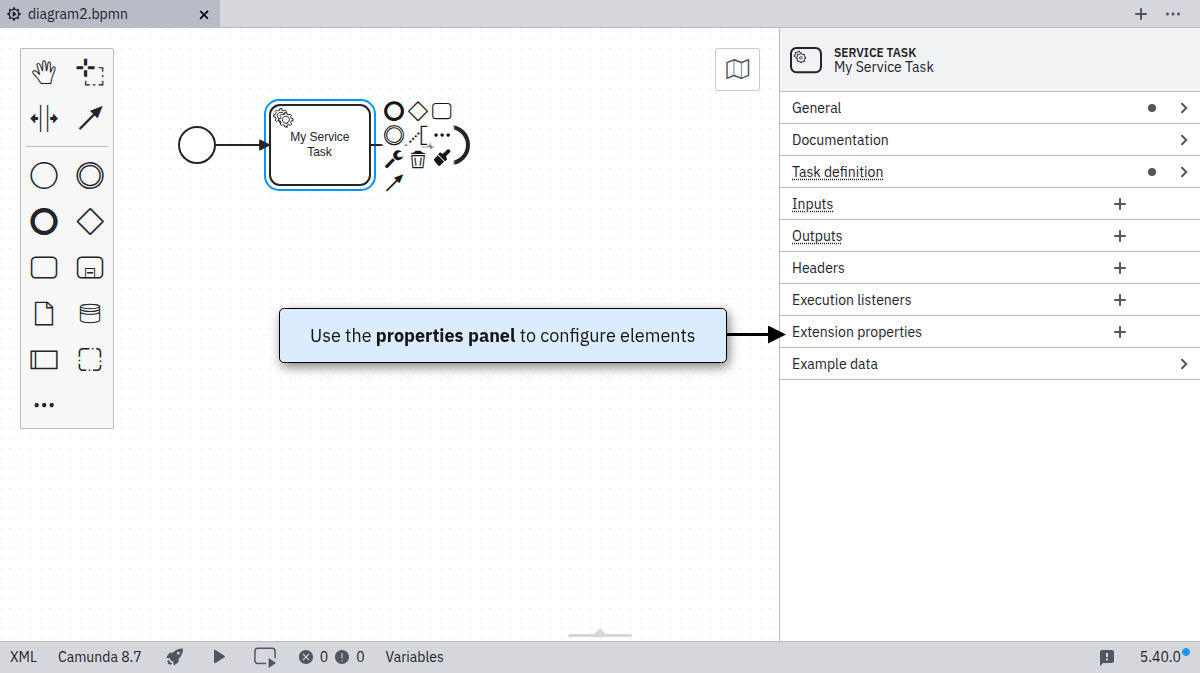 diagram2.bpmn
SERVICE TASK
My Service Task
General
Documentation
Task definition
Inputs
Outputs
Headers
Execution listeners
Extension properties
Example data
My Service
Task
Use the properties panel to configure elements
XML Camunda 8.7 0 0 Variables 5.40.0